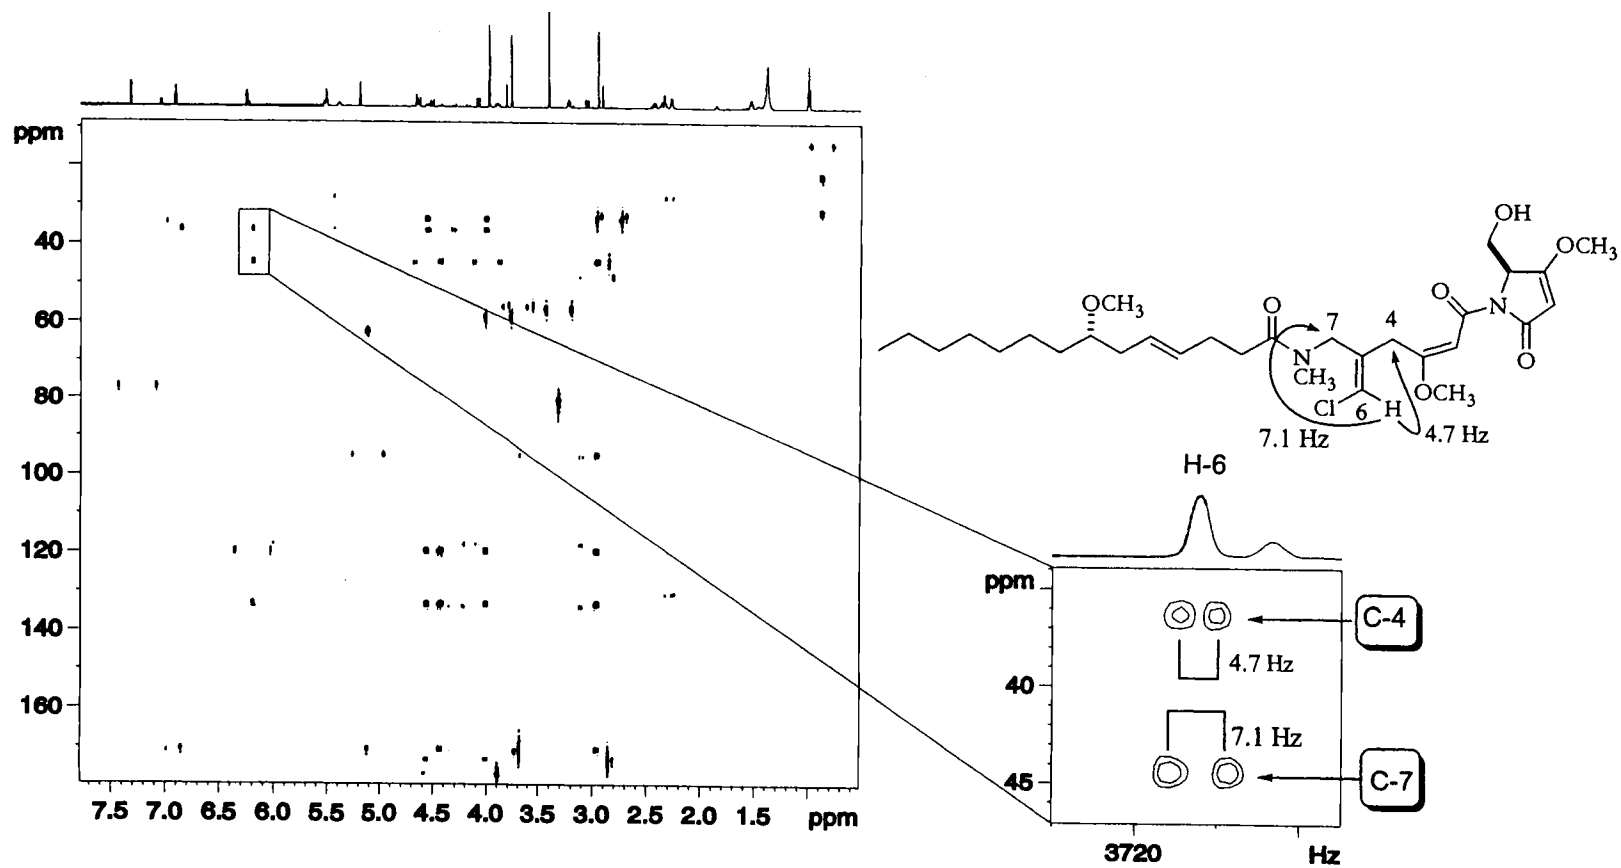 ppm
40
60
80
100
120
140
160
7.5 7.0 6.5 6.0 5.5 5.0 4.5 4.0 3.5 3.0 2.5 2.0 1.5 ppm
OH
OCH3
O
N
O
OCH3
O
7
4
N
CH3
OCH3
Cl
6
H
7.1 Hz
4.7 Hz
H-6
ppm
C-4
4.7 Hz
40
7.1 Hz
45
C-7
3720
Hz